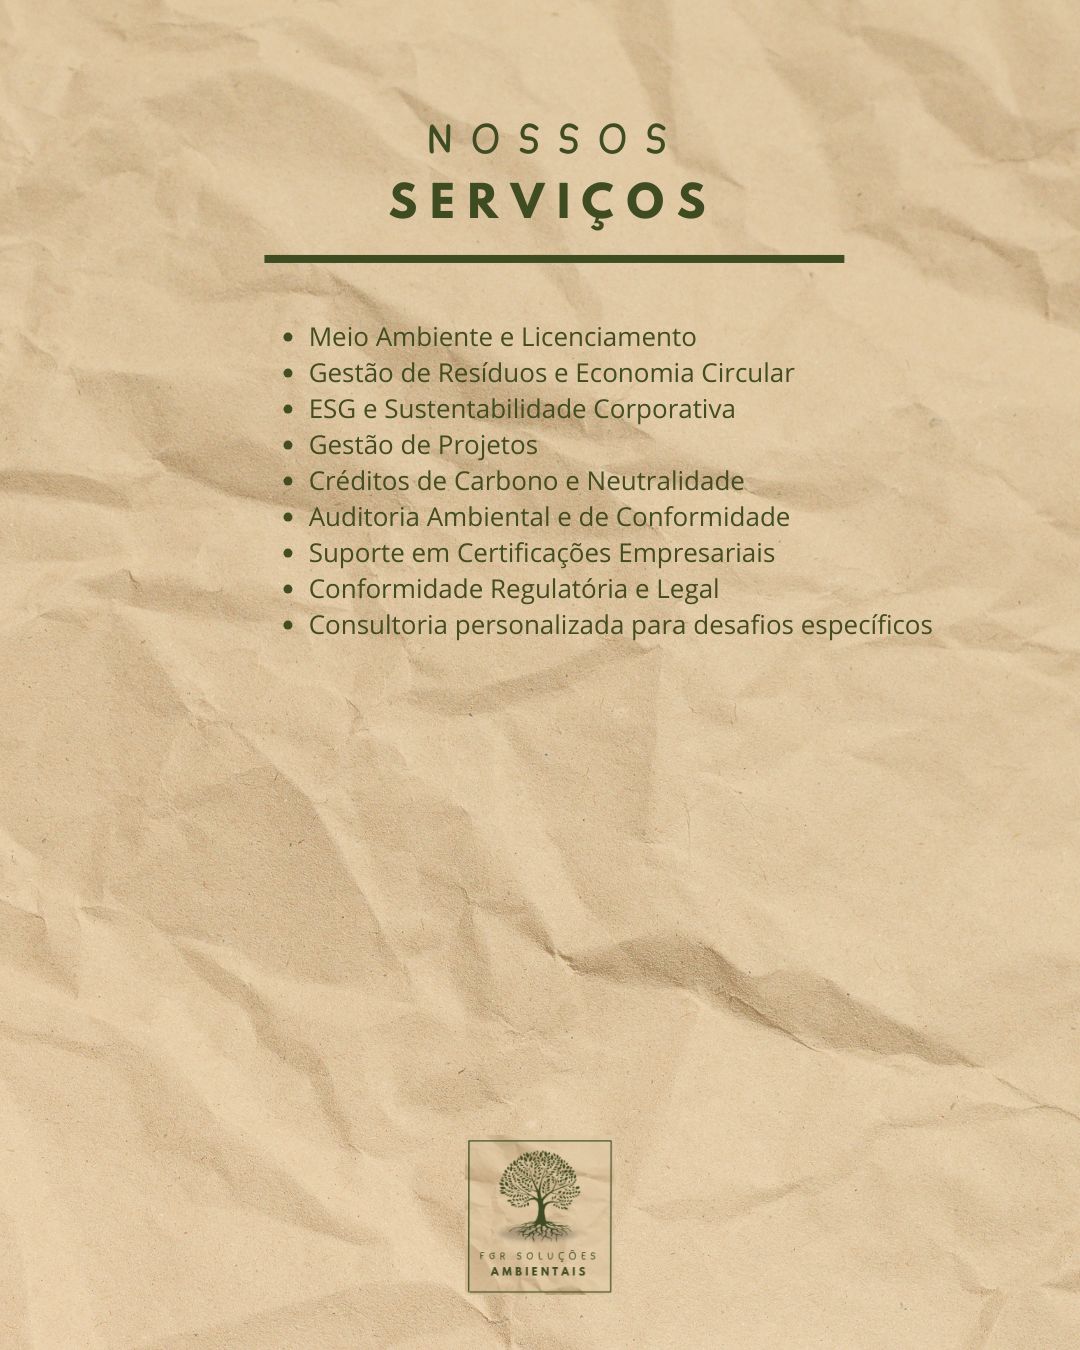 NOSSOS
SERVIÇOS
• Meio Ambiente e Licenciamento
• Gestão de Resíduos e Economia Circular
• ESG e Sustentabilidade Corporativa
• Gestão de Projetos
• Créditos de Carbono e Neutralidade
• Auditoria Ambiental e de Conformidade
• Suporte em Certificações Empresariais
• Conformidade Regulatória e Legal
• Consultoria personalizada para desafios específicos
FGR SOLUÇÕES
AMBIENTAIS